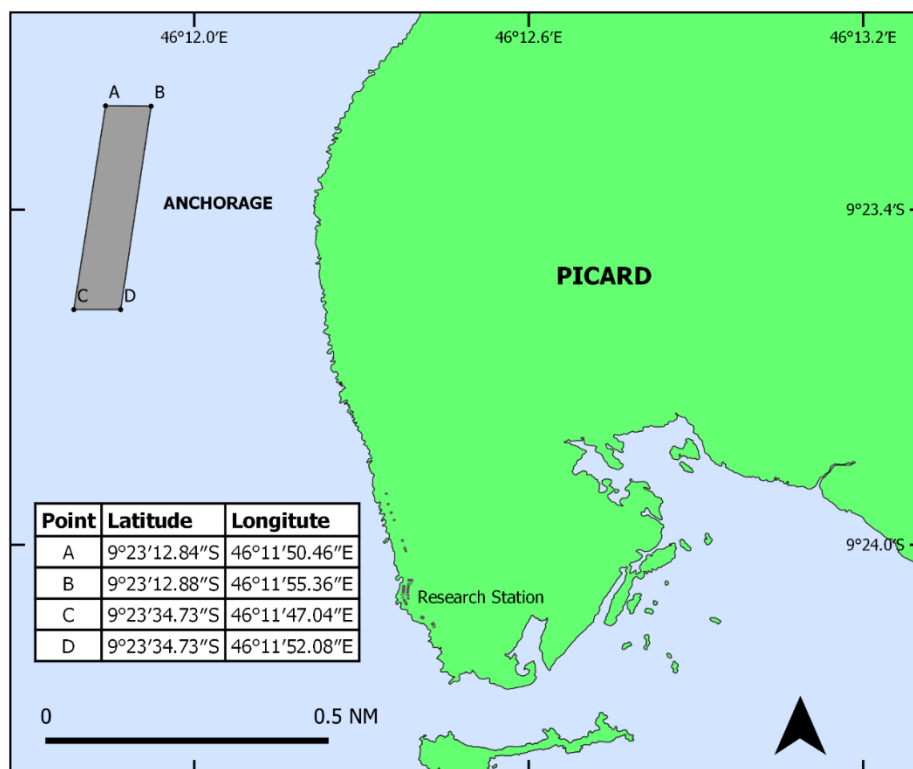 46°12.0′E 46°12.6′E 46°13.2′E
A B
ANCHORAGE
9°23.4′S
PICARD
C D
Point Latitude Longitute
A 9°23′12.84″S 46°11′50.46″E
B 9°23′12.88″S 46°11′55.36″E
C 9°23′34.73″S 46°11′47.04″E
D 9°23′34.73″S 46°11′52.08″E
9°24.0′S
Research Station
0 0.5 NM